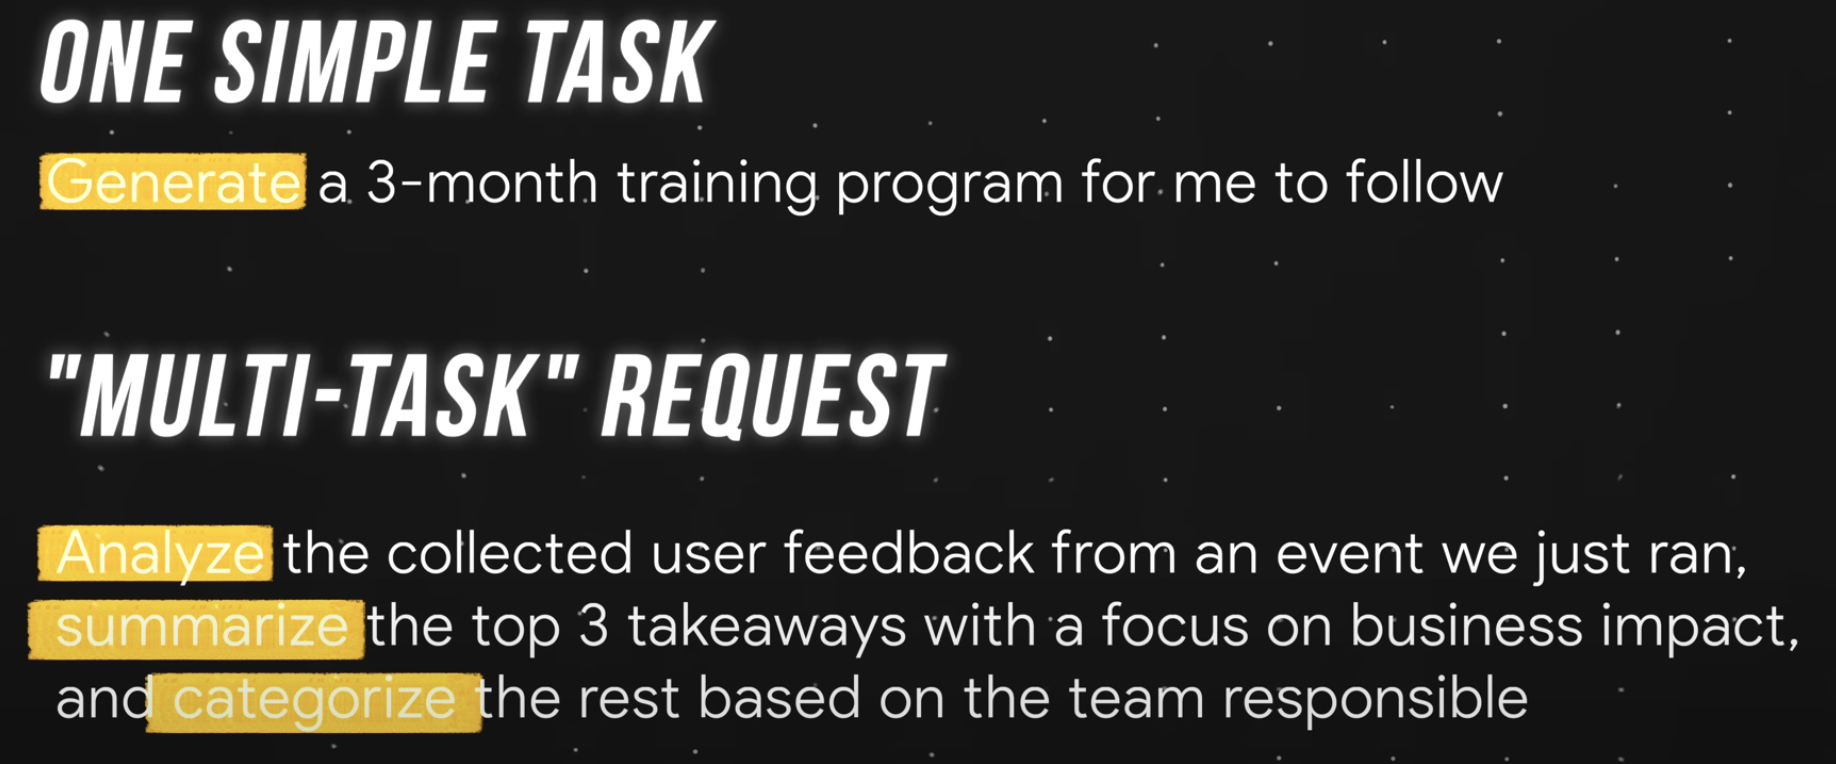 ONE SIMPLE TASK
Generate a 3-month training program for me to follow
"MULTI-TASK" REQUEST
Analyze the collected user feedback from an event we just ran,
summarize the top 3 takeaways with a focus on business impact,
and categorize the rest based on the team responsible